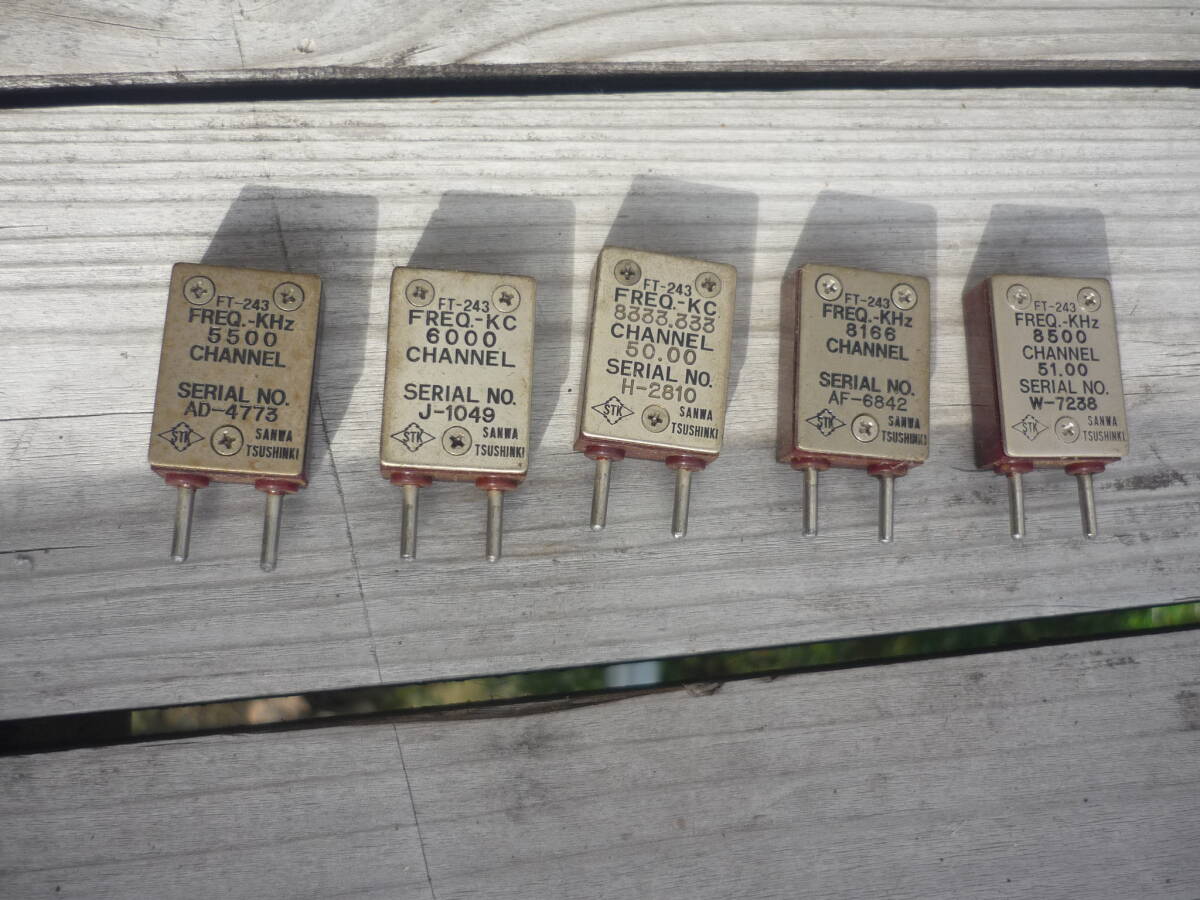 FT-243
FREQ.-KHz
5500
CHANNEL
SERIAL NO.
AD-4773
STK
SANWA
TSUSHINKI
FT-243
FREQ.-KC
6000
CHANNEL
SERIAL NO.
J-1049
STK
SANWA
TSUSHINKI
FT-243
FREQ.-KC
8333.333
CHANNEL
50.00
SERIAL NO.
H-2810
STK
SANWA
TSUSHINKI
FT-243
FREQ.-KHz
8166
CHANNEL
SERIAL NO.
AF-6842
STK
SANWA
TSUSHINKI
FT-243
FREQ.-KHz
8500
CHANNEL
51.00
SERIAL NO.
W-7238
STK
SANWA
TSUSHINKI